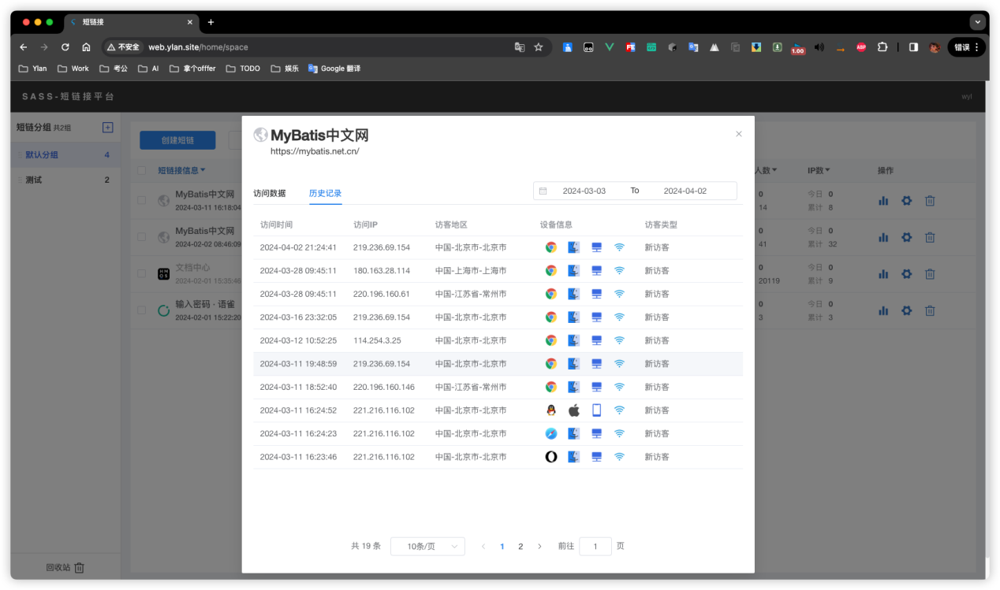 短链接
不安全 web.ylan.site/home/space
1.00
ABP
错误
Ylan Work 考公 AI 拿个offfer TODO 娱乐 Google 翻译
SASS-短链接平台
wyl
短链分组 共2组
默认分组 4
测试 2
回收站
创建短链
短链接信息
人数 IP数 操作
MyBatis中文网
2024-03-11 16:18:04
0 今日 0
14 累计 8
MyBatis中文网
2024-02-02 08:46:09
0 今日 0
41 累计 32
文档中心
2024-02-01 15:35:46
0 今日 0
20119 累计 9
输入密码 · 语雀
2024-02-01 15:22:20
0 今日 0
3 累计 3
MyBatis中文网
https://mybatis.net.cn/
访问数据 历史记录
2024-03-03 To 2024-04-02
访问时间 访问IP 访客地区 设备信息 访客类型
2024-04-02 21:24:41 219.236.69.154 中国-北京市-北京市 新访客
2024-03-28 09:45:11 180.163.28.114 中国-上海市-上海市 新访客
2024-03-28 09:45:11 220.196.160.61 中国-江苏省-常州市 新访客
2024-03-16 23:32:05 219.236.69.154 中国-北京市-北京市 新访客
2024-03-12 10:52:25 114.254.3.25 中国-北京市-北京市 新访客
2024-03-11 19:48:59 219.236.69.154 中国-北京市-北京市 新访客
2024-03-11 18:52:40 220.196.160.146 中国-江苏省-常州市 新访客
2024-03-11 16:24:52 221.216.116.102 中国-北京市-北京市 新访客
2024-03-11 16:24:23 221.216.116.102 中国-北京市-北京市 新访客
2024-03-11 16:23:46 221.216.116.102 中国-北京市-北京市 新访客
共 19 条 10条/页 1 2 前往 1 页